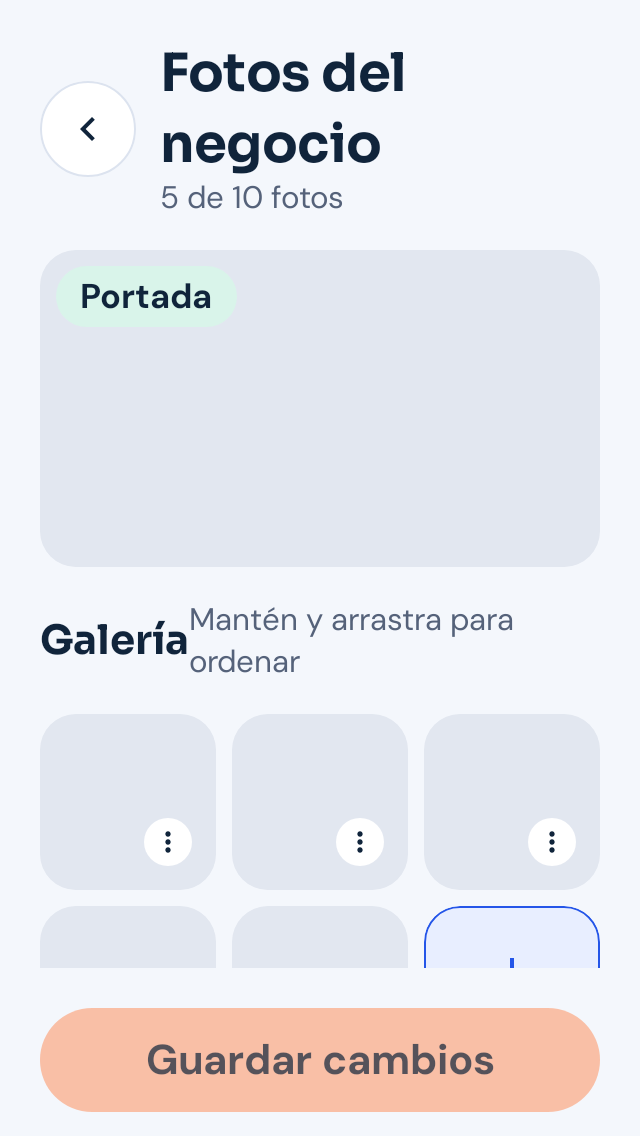 Fotos del
negocio
5 de 10 fotos
Portada
Galería
Mantén y arrastra para
ordenar
Guardar cambios